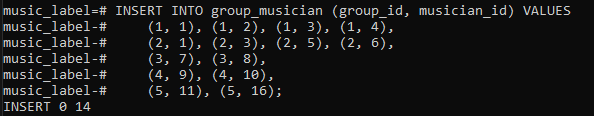 music_label=# INSERT INTO group_musician (group_id, musician_id) VALUES
music_label-#     (1, 1), (1, 2), (1, 3), (1, 4),
music_label-#     (2, 1), (2, 3), (2, 5), (2, 6),
music_label-#     (3, 7), (3, 8),
music_label-#     (4, 9), (4, 10),
music_label-#     (5, 11), (5, 16);
INSERT 0 14